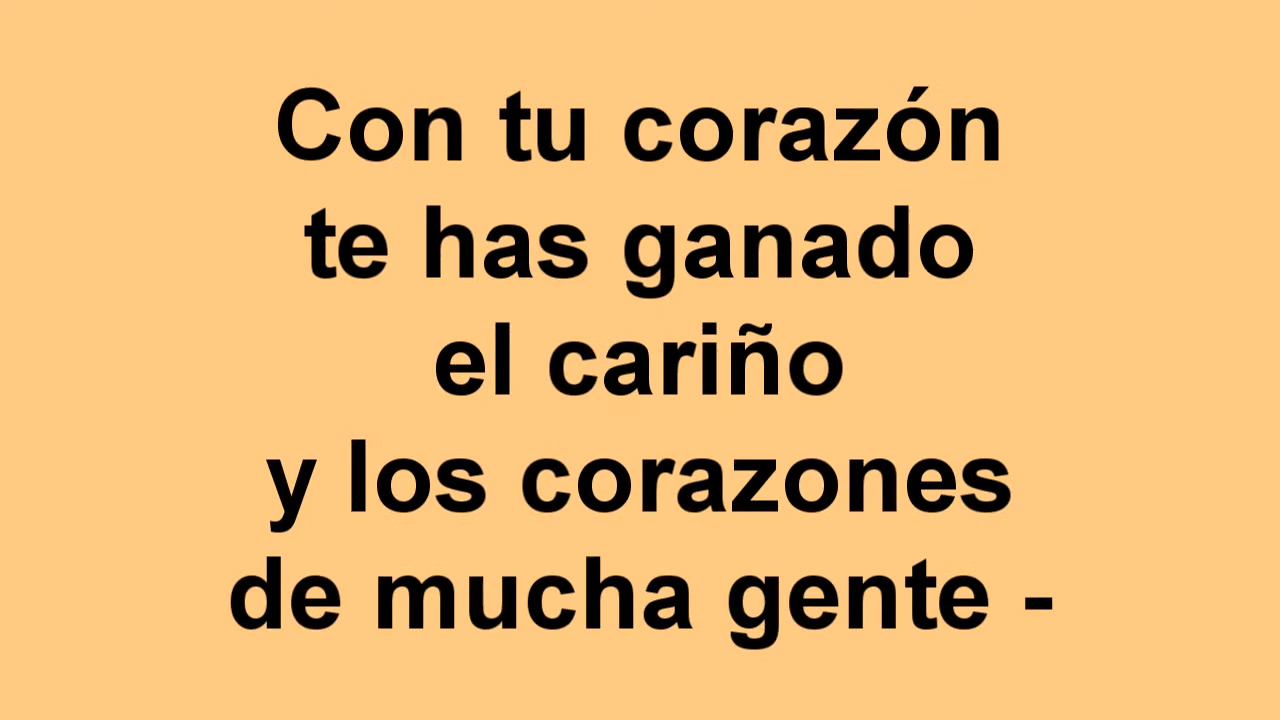 Con tu corazón
te has ganado
el cariño
y los corazones
de mucha gente -